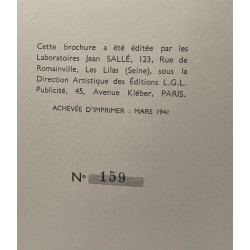 Cette brochure a été éditée par les
Laboratoires Jean SALLÉ, 123, Rue de
Romainville, Les Lilas (Seine), sous la
Direction Artistique des Éditions L.G.L.
Publicité, 45, Avenue Kléber, PARIS.
ACHEVÉE D'IMPRIMER : MARS 1941
N° 159